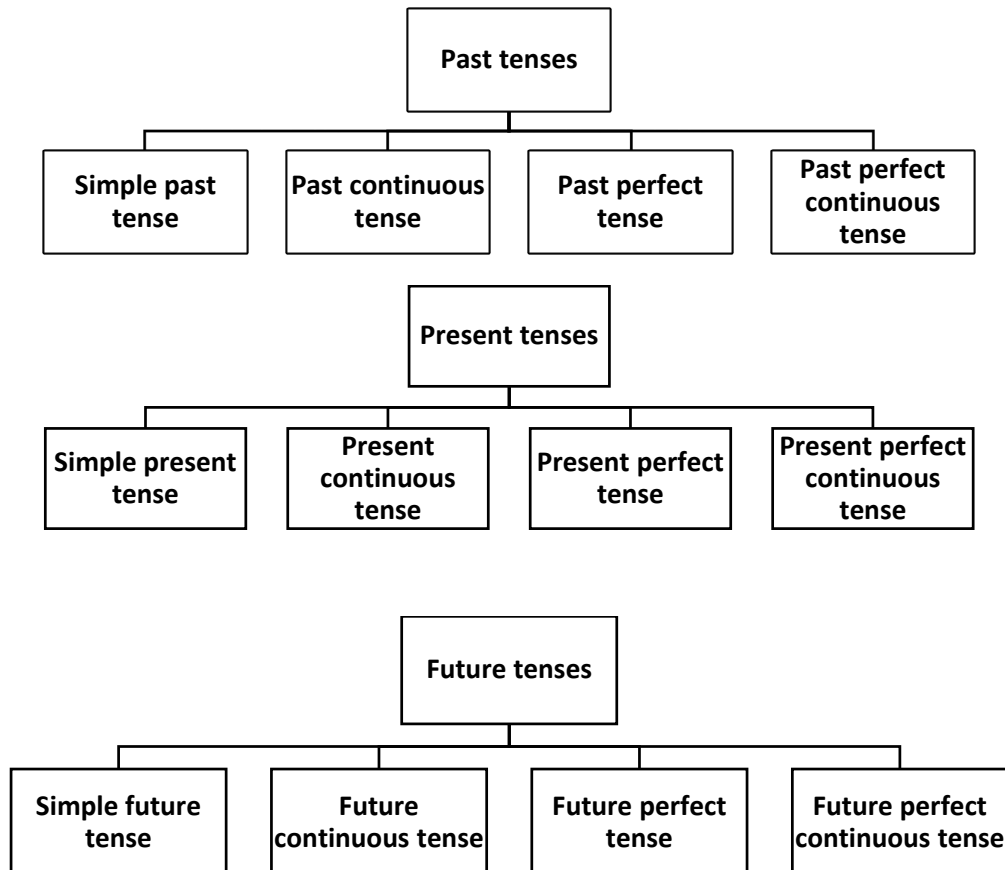 Past tenses
Simple past
tense
Past continuous
tense
Past perfect
tense
Past perfect
continuous
tense
Present tenses
Simple present
tense
Present
continuous
tense
Present perfect
tense
Present perfect
continuous
tense
Future tenses
Simple future
tense
Future
continuous tense
Future perfect
tense
Future perfect
continuous tense